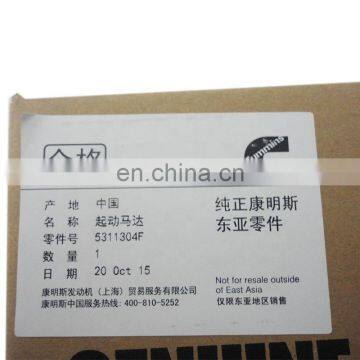 合格
cummins
en.china.cn
产 地 中国
名 称 起动马达
零件号 5311304F
数 量 1
日 期 20 Oct 15
纯正康明斯
东亚零件
康明斯发动机（上海）贸易服务有限公司
康明斯中国服务热线: 400-810-5252
Not for resale outside
of East Asia
仅限东亚地区销售
GENUINE